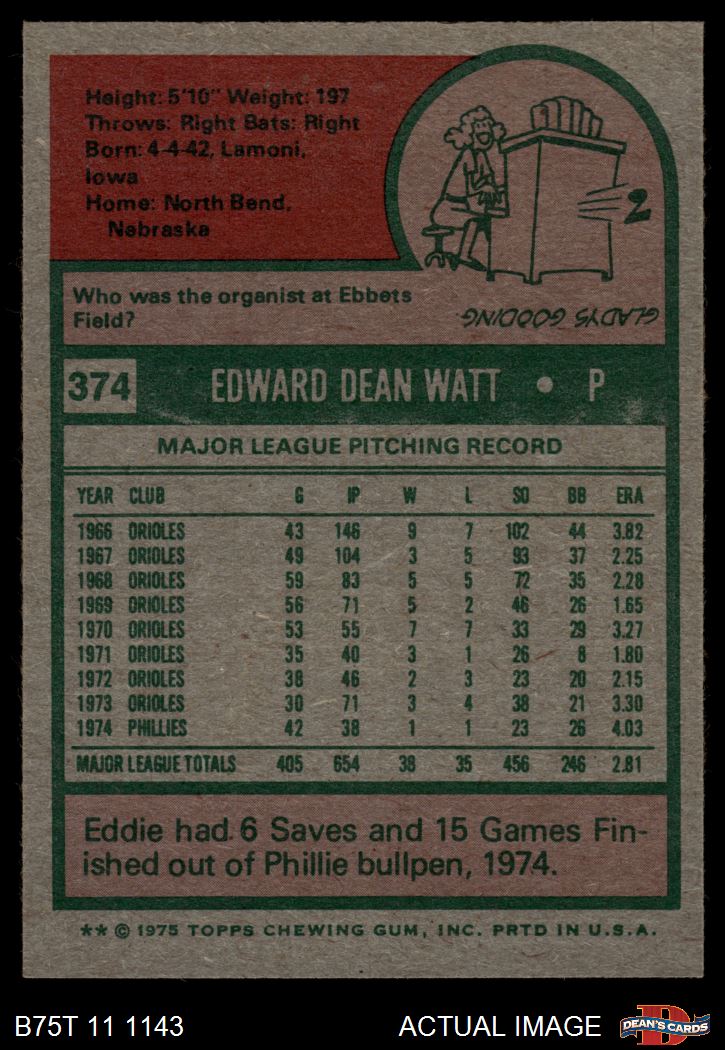 Height: 5'10" Weight: 197
Throws: Right Bats: Right
Born: 4-4-42, Lamoni,
Iowa
Home: North Bend,
Nebraska
2
Who was the organist at Ebbets
Field?
GLADYS GOODING.
374 EDWARD DEAN WATT • P
MAJOR LEAGUE PITCHING RECORD
YEAR CLUB G IP W L SO BB ERA
1966 ORIOLES 43 146 9 7 102 44 3.82
1967 ORIOLES 49 104 3 5 93 37 2.25
1968 ORIOLES 59 83 5 5 72 35 2.28
1969 ORIOLES 56 71 5 2 46 26 1.65
1970 ORIOLES 53 55 7 7 33 29 3.27
1971 ORIOLES 35 40 3 1 26 8 1.80
1972 ORIOLES 38 46 2 3 23 20 2.15
1973 ORIOLES 30 71 3 4 38 21 3.30
1974 PHILLIES 42 38 1 1 23 26 4.03
MAJOR LEAGUE TOTALS 405 654 38 35 456 246 2.81
Eddie had 6 Saves and 15 Games Fin-
ished out of Phillie bullpen, 1974.
** © 1975 TOPPS CHEWING GUM, INC. PRTD IN U.S.A.
B75T 11 1143 ACTUAL IMAGE D DEAN'S CARDS